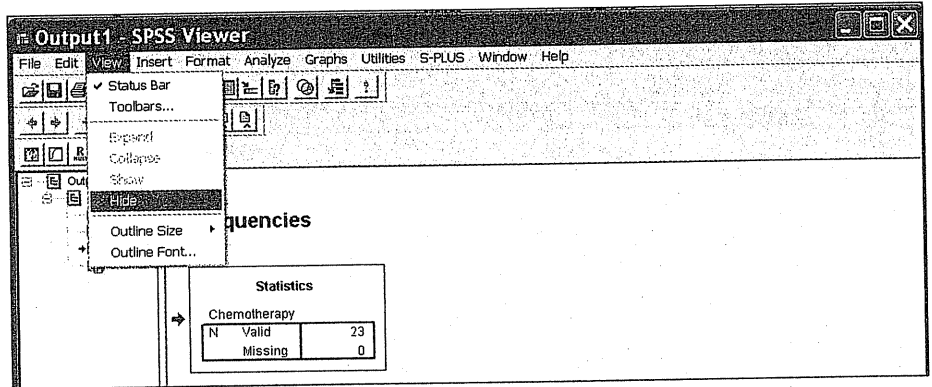 Output1 - SPSS Viewer
File Edit View Insert Format Analyze Graphs Utilities S-PLUS Window Help
Status Bar
Toolbars...
Expand
Collapse
Show
Hide
Outline Size
Outline Font...
Outp
quencies
Statistics
Chemotherapy
N Valid 23
Missing 0